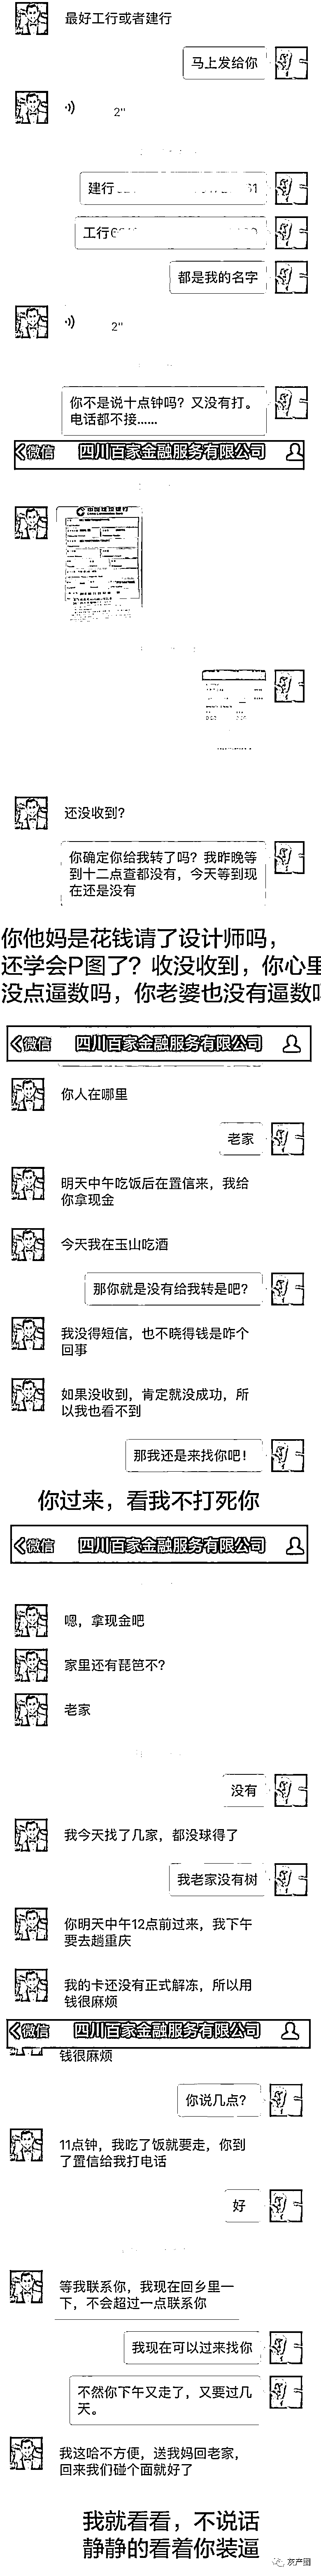 最好工行或者建行
马上发给你
2"
建行
工行6
都是我的名字
2"
你不是说十点钟吗？又没有打。
电话都不接……
微信 四川百家金融服务有限公司
中国建设银行
还没收到？
你确定你给我转了吗？我昨晚等
到十二点查都没有，今天等到现
在还是没有
你他妈是花钱请了设计师吗，
还学会P图了？收没收到，你心里
没点逼数吗，你老婆也没有逼数
微信 四川百家金融服务有限公司
你人在哪里
老家
明天中午吃饭后在置信来，我给
你拿现金
今天我在玉山吃酒
那你就是没有给我转是吧？
我没得短信，也不晓得钱是咋个
回事
如果没收到，肯定就没成功，所
以我也看不到
那我还是来找你吧！
你过来，看我不打死你
微信 四川百家金融服务有限公司
嗯，拿现金吧
家里还有琵笆不？
老家
没有
我今天找了几家，都没球得了
我老家没有树
你明天中午12点前过来，我下午
要去趟重庆
我的卡还没有正式解冻，所以用
钱很麻烦
微信 四川百家金融服务有限公司
钱很麻烦
你说几点？
11点钟，我吃了饭就要走，你到
了置信给我打电话
好
等我联系你，我现在回乡里一
下，不会超过一点联系你
我现在可以过来找你
不然你下午又走了，又要过几
天。
我这哈不方便，送我妈回老家，
回来我们碰个面就好了
我就看看，不说话
静静的看着你装逼
灰产圈